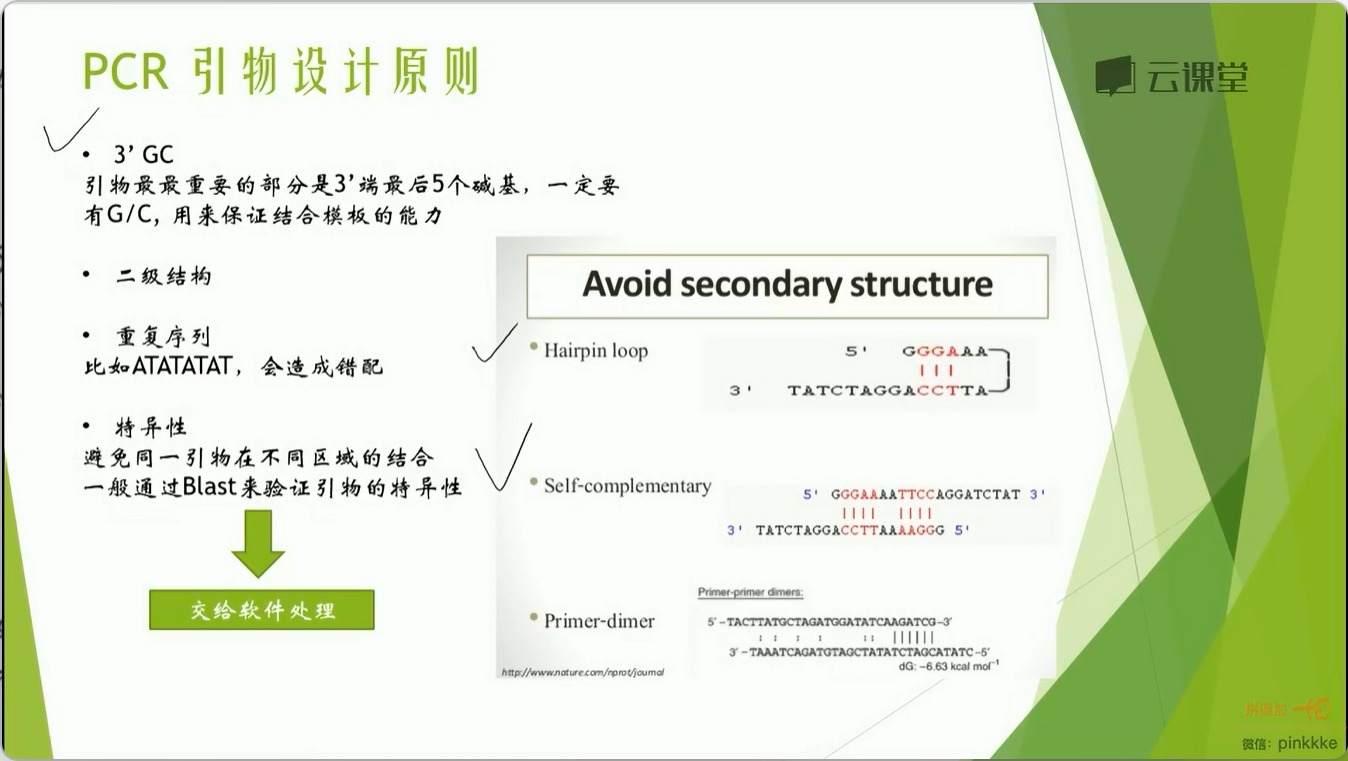 PCR 引物设计原则
云课堂
• 3’ GC
引物最最重要的部分是3’端最后5个碱基，一定要
有G/C, 用来保证结合模板的能力
• 二级结构
• 重复序列
比如ATATATAT，会造成错配
• 特异性
避免同一引物在不同区域的结合
一般通过Blast来验证引物的特异性
交给软件处理
Avoid secondary structure
• Hairpin loop
5' GGGAAA
3' TATCTAGGACCTTA
• Self-complementary
5' GGGAAAATTCCAGGATCTAT 3'
3' TATCTAGGACCTTAAAAGGG 5'
• Primer-dimer
Primer-primer dimers:
5′-TACTTATGCTAGATGGATATCAAGATCG-3′
3′-TAAATCAGATGTAGCTATATCTAGCATATC-5′
dG: -6.63 kcal mol⁻¹
http://www.nature.com/nprot/journal
微信：pinkkke